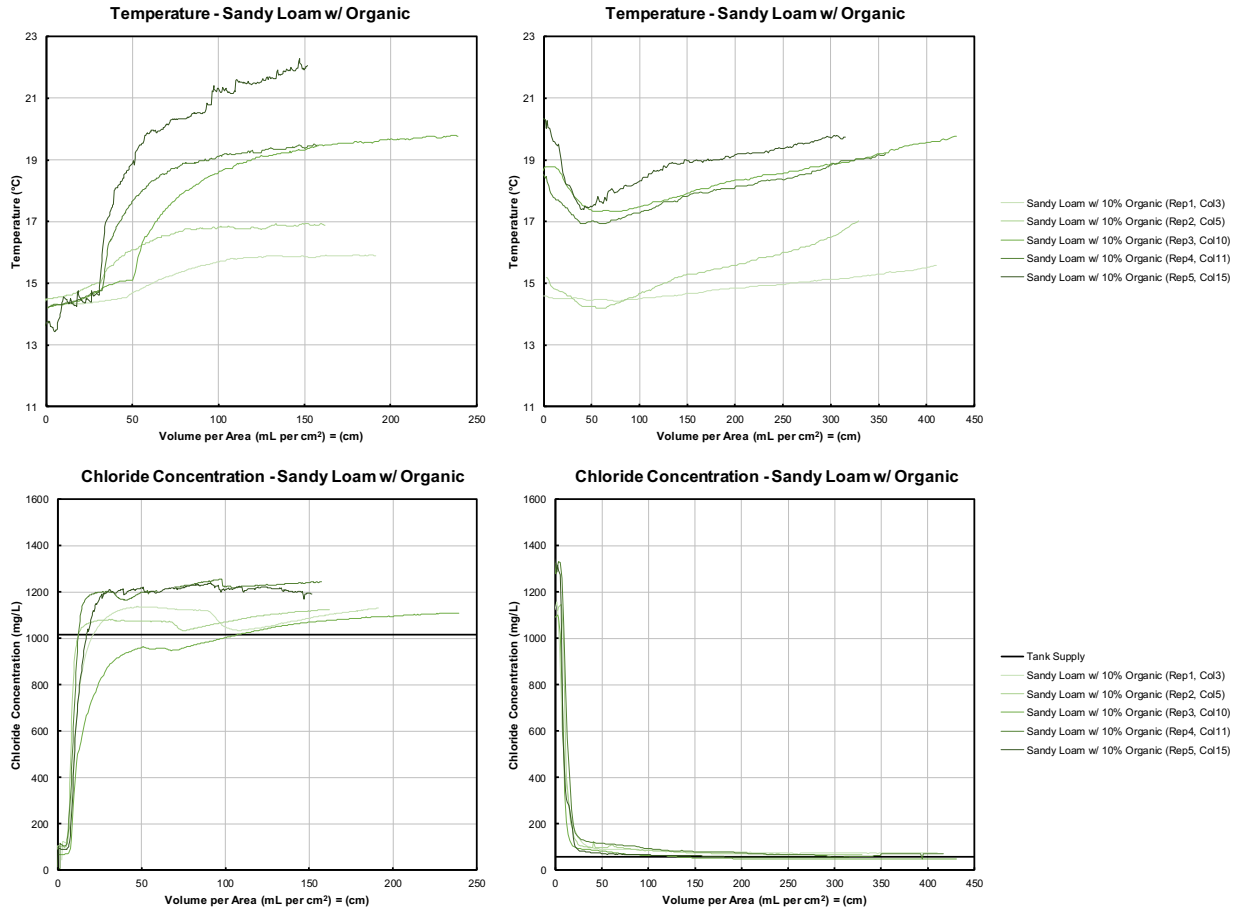 Temperature - Sandy Loam w/ Organic
23
21
19
17
15
13
11
Temperature (°C)
0 50 100 150 200 250
Volume per Area (mL per cm²) = (cm)
Temperature - Sandy Loam w/ Organic
23
21
19
17
15
13
11
Temperature (°C)
0 50 100 150 200 250 300 350 400 450
Volume per Area (mL per cm²) = (cm)
Sandy Loam w/ 10% Organic (Rep1, Col3)
Sandy Loam w/ 10% Organic (Rep2, Col5)
Sandy Loam w/ 10% Organic (Rep3, Col10)
Sandy Loam w/ 10% Organic (Rep4, Col11)
Sandy Loam w/ 10% Organic (Rep5, Col15)
Chloride Concentration - Sandy Loam w/ Organic
1600
1400
1200
1000
800
600
400
200
0
Chloride Concentration (mg/L)
0 50 100 150 200 250
Volume per Area (mL per cm²) = (cm)
Chloride Concentration - Sandy Loam w/ Organic
1600
1400
1200
1000
800
600
400
200
0
Chloride Concentration (mg/L)
0 50 100 150 200 250 300 350 400 450
Volume per Area (mL per cm²) = (cm)
Tank Supply
Sandy Loam w/ 10% Organic (Rep1, Col3)
Sandy Loam w/ 10% Organic (Rep2, Col5)
Sandy Loam w/ 10% Organic (Rep3, Col10)
Sandy Loam w/ 10% Organic (Rep4, Col11)
Sandy Loam w/ 10% Organic (Rep5, Col15)